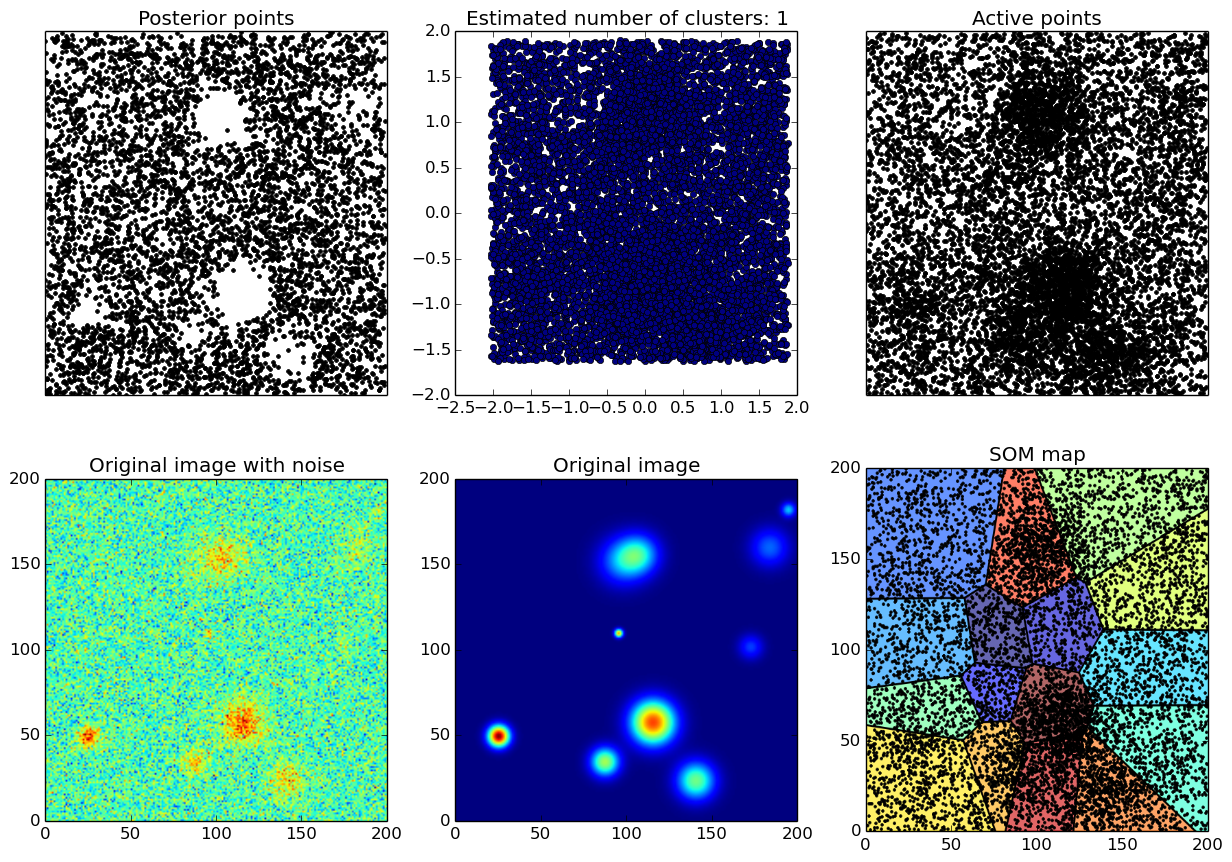 Posterior points
Estimated number of clusters: 1
Active points
2.0
1.5
1.0
0.5
0.0
−0.5
−1.0
−1.5
−2.0
−2.5 −2.0 −1.5 −1.0 −0.5 0.0 0.5 1.0 1.5 2.0
Original image with noise
200
150
100
50
0
0 50 100 150 200
Original image
200
150
100
50
0
0 50 100 150 200
SOM map
200
150
100
50
0
0 50 100 150 200